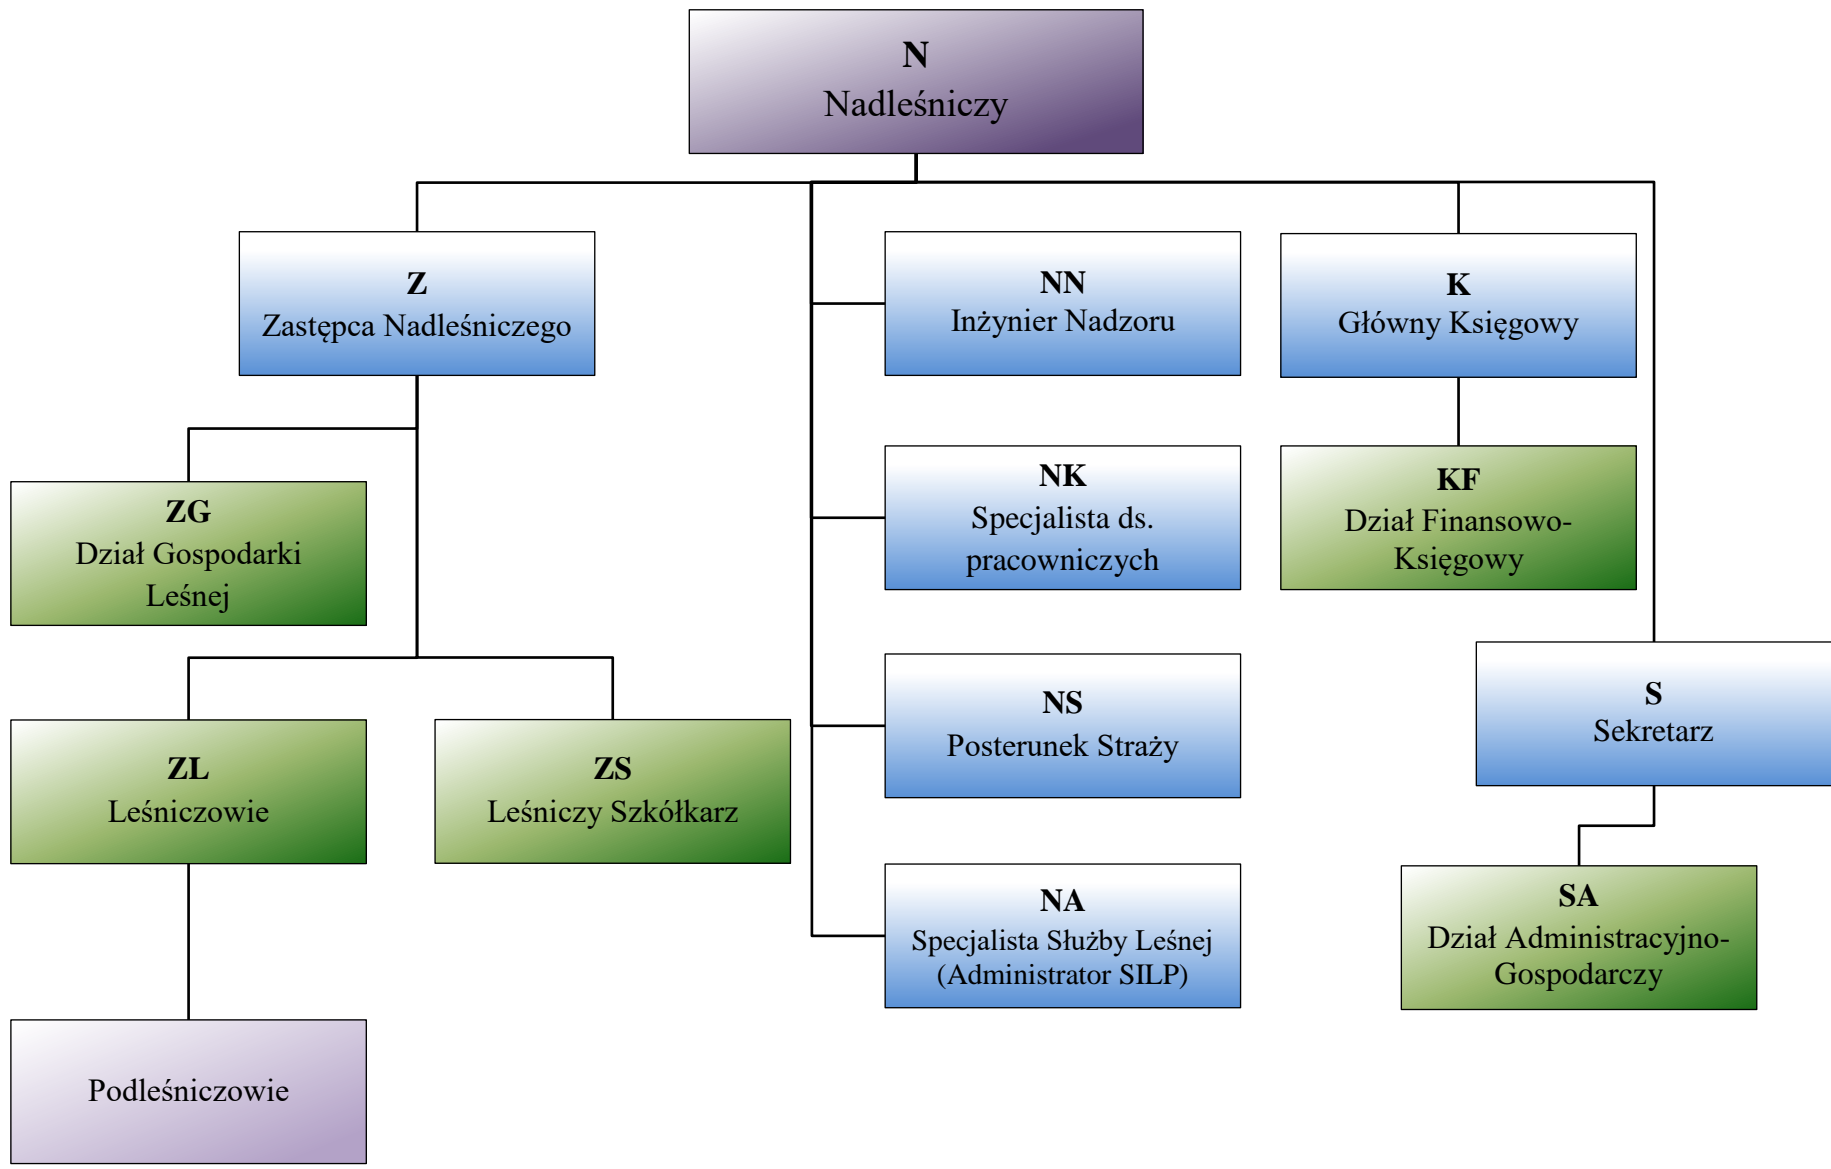 N
Nadleśniczy
Z
Zastępca Nadleśniczego
NN
Inżynier Nadzoru
K
Główny Księgowy
ZG
Dział Gospodarki
Leśnej
NK
Specjalista ds.
pracowniczych
KF
Dział Finansowo-
Księgowy
ZL
Leśniczowie
ZS
Leśniczy Szkółkarz
NS
Posterunek Straży
S
Sekretarz
NA
Specjalista Służby Leśnej
(Administrator SILP)
SA
Dział Administracyjno-
Gospodarczy
Podleśniczowie